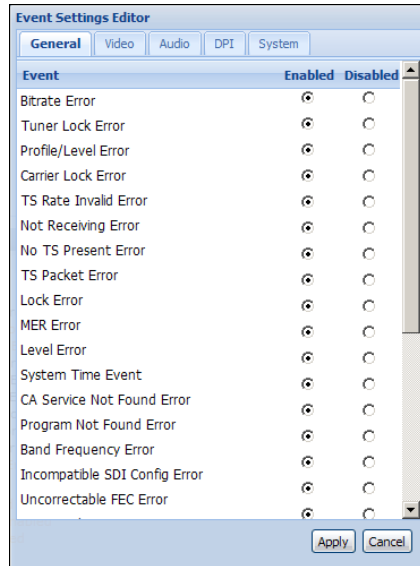 Event Settings Editor
General Video Audio DPI System
Event Enabled Disabled
Bitrate Error
Tuner Lock Error
Profile/Level Error
Carrier Lock Error
TS Rate Invalid Error
Not Receiving Error
No TS Present Error
TS Packet Error
Lock Error
MER Error
Level Error
System Time Event
CA Service Not Found Error
Program Not Found Error
Band Frequency Error
Incompatible SDI Config Error
Uncorrectable FEC Error
Apply Cancel